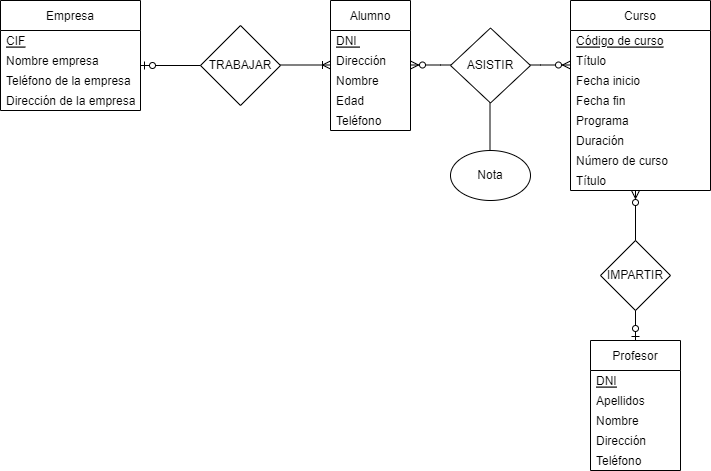 Empresa
CIF
Nombre empresa
Teléfono de la empresa
Dirección de la empresa
TRABAJAR
Alumno
DNI
Dirección
Nombre
Edad
Teléfono
ASISTIR
Nota
Curso
Código de curso
Título
Fecha inicio
Fecha fin
Programa
Duración
Número de curso
Título
IMPARTIR
Profesor
DNI
Apellidos
Nombre
Dirección
Teléfono